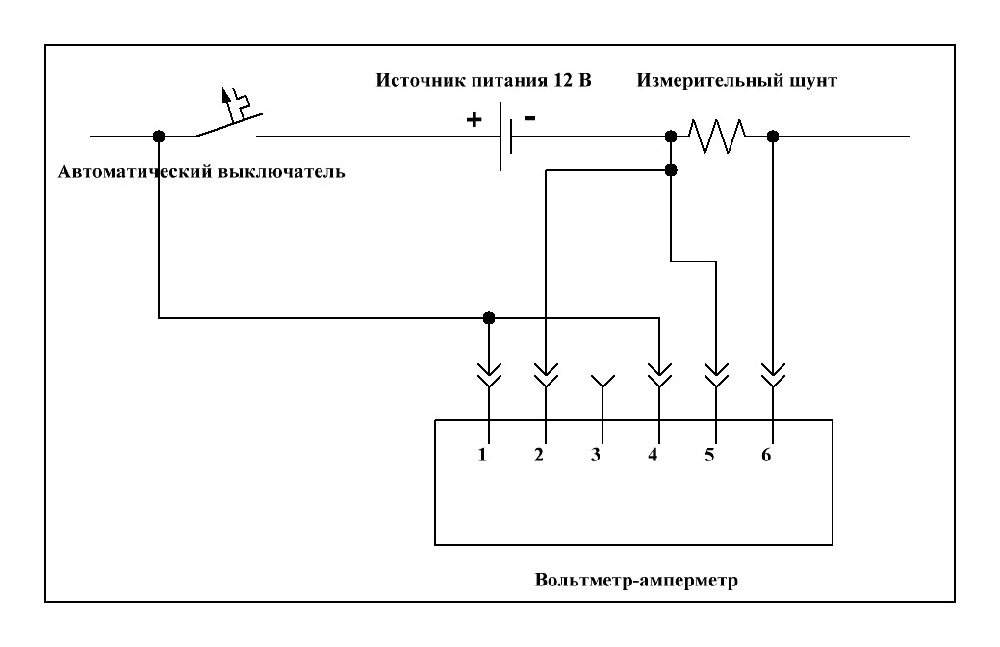 Источник питания 12 В
Измерительный шунт
+ -
Автоматический выключатель
1 2 3 4 5 6
Вольтметр-амперметр